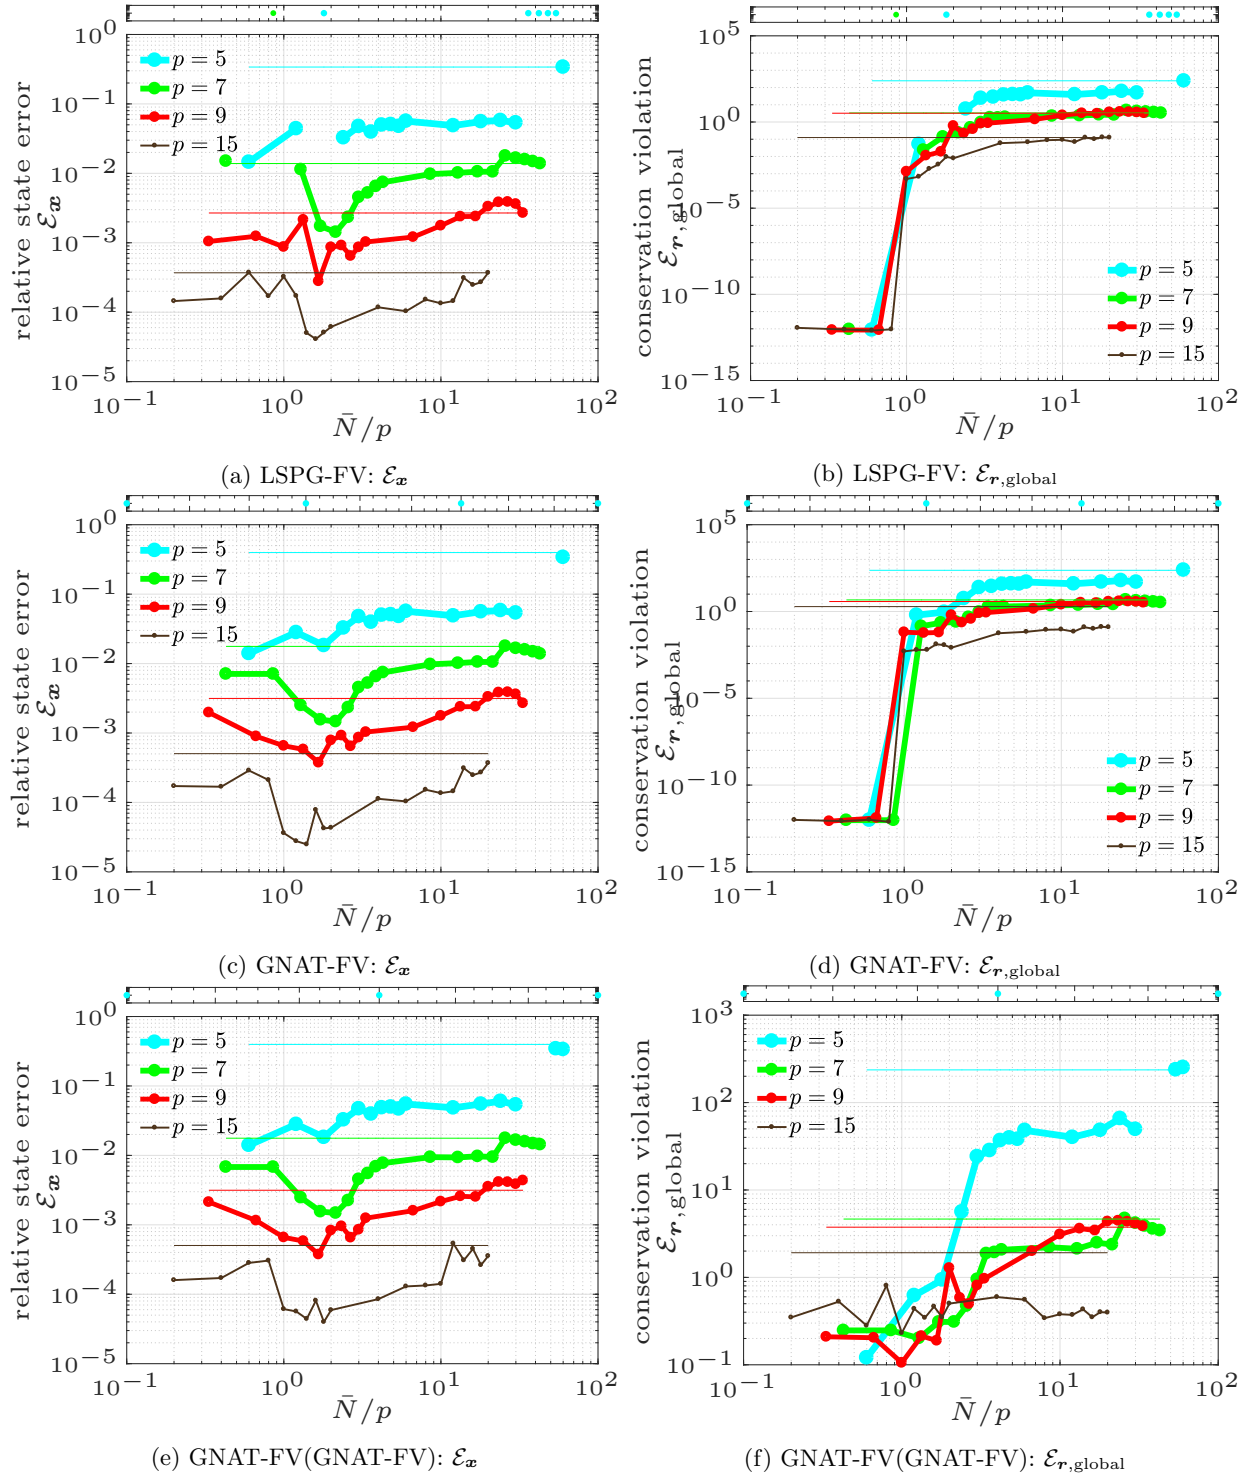 10^0
10^-1
10^-2
10^-3
10^-4
10^-5
10^-1
10^0
10^1
10^2
relative state error
ℰ_x
p = 5
p = 7
p = 9
p = 15
N̄/p
(a) LSPG-FV: ℰ_x
10^5
10^0
10^-5
10^-10
10^-15
10^-1
10^0
10^1
10^2
conservation violation
ℰ_r,global
p = 5
p = 7
p = 9
p = 15
N̄/p
(b) LSPG-FV: ℰ_r,global
10^0
10^-1
10^-2
10^-3
10^-4
10^-5
10^-1
10^0
10^1
10^2
relative state error
ℰ_x
p = 5
p = 7
p = 9
p = 15
N̄/p
(c) GNAT-FV: ℰ_x
10^5
10^0
10^-5
10^-10
10^-15
10^-1
10^0
10^1
10^2
conservation violation
ℰ_r,global
p = 5
p = 7
p = 9
p = 15
N̄/p
(d) GNAT-FV: ℰ_r,global
10^0
10^-1
10^-2
10^-3
10^-4
10^-5
10^-1
10^0
10^1
10^2
relative state error
ℰ_x
p = 5
p = 7
p = 9
p = 15
N̄/p
(e) GNAT-FV(GNAT-FV): ℰ_x
10^3
10^2
10^1
10^0
10^-1
10^-1
10^0
10^1
10^2
conservation violation
ℰ_r,global
p = 5
p = 7
p = 9
p = 15
N̄/p
(f) GNAT-FV(GNAT-FV): ℰ_r,global